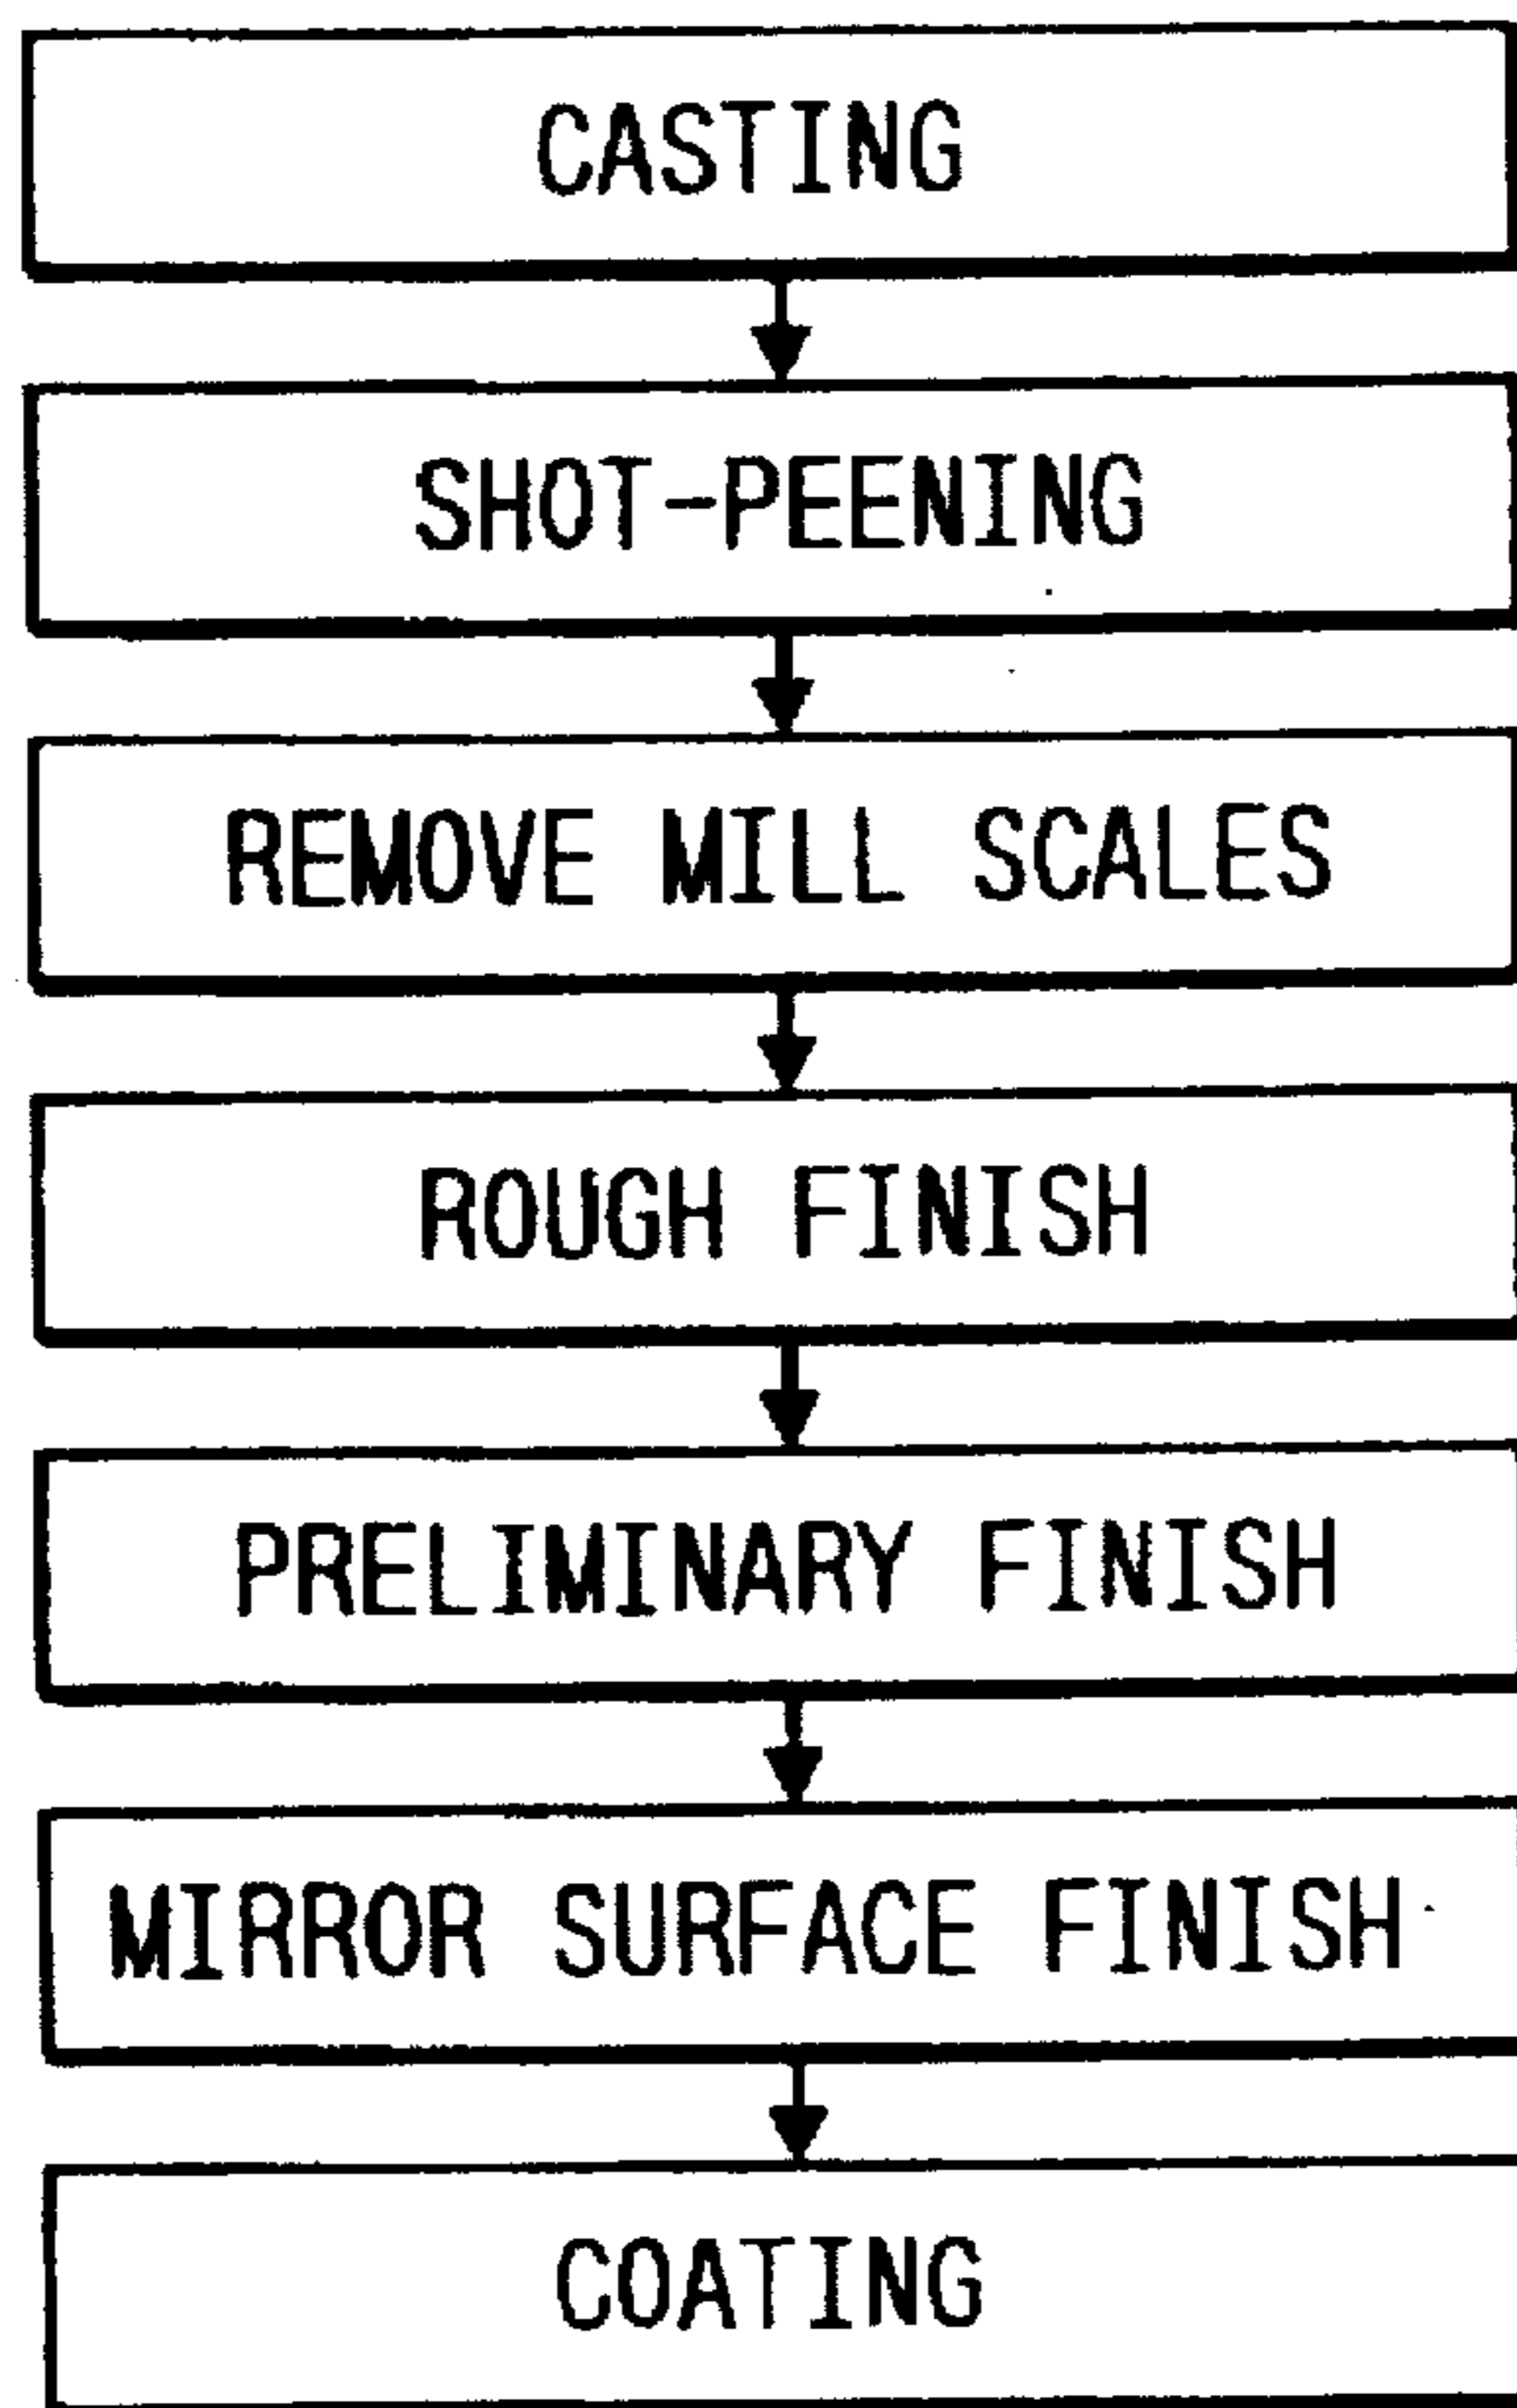 CASTING
SHOT-PEENING
REMOVE MILL SCALES
ROUGH FINISH
PRELIMINARY FINISH
MIRROR SURFACE FINISH
COATING